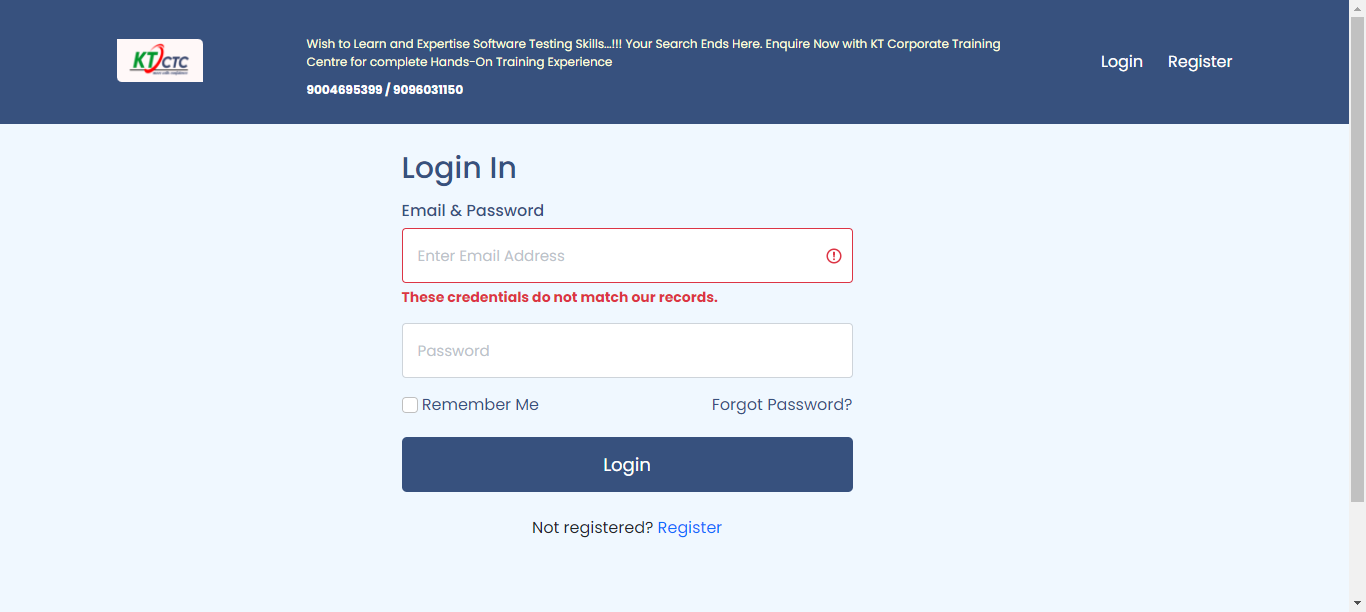 KT CTC
Wish to Learn and Expertise Software Testing Skills...!!! Your Search Ends Here. Enquire Now with KT Corporate Training
Centre for complete Hands-On Training Experience
9004695399 / 9096031150
Login
Register
Login In
Email & Password
Enter Email Address
These credentials do not match our records.
Password
Remember Me
Forgot Password?
Login
Not registered? Register